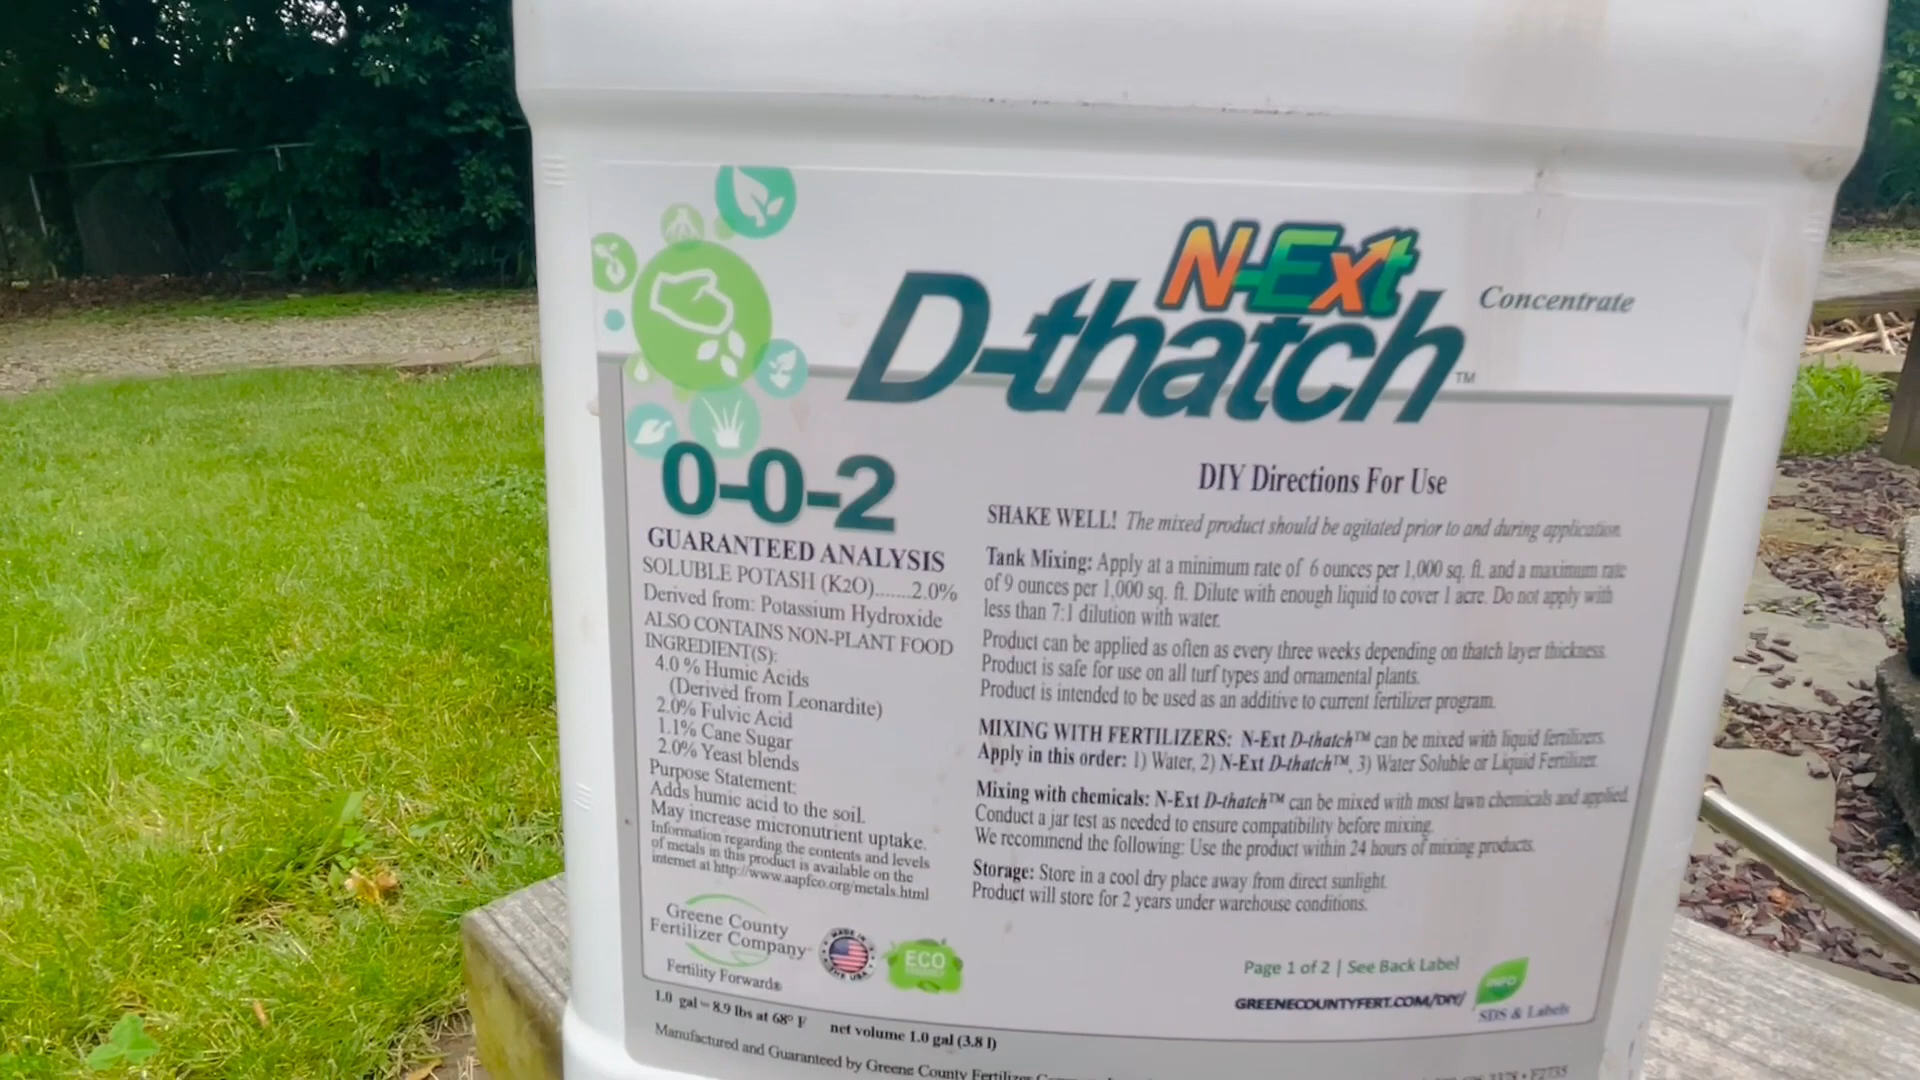 N-Ext
D-thatch™
Concentrate
0-0-2
GUARANTEED ANALYSIS
SOLUBLE POTASH (K2O).......2.0%
Derived from: Potassium Hydroxide
ALSO CONTAINS NON-PLANT FOOD
INGREDIENT(S):
4.0 % Humic Acids
(Derived from Leonardite)
2.0% Fulvic Acid
1.1% Cane Sugar
2.0% Yeast blends
Purpose Statement:
Adds humic acid to the soil.
May increase micronutrient uptake.
Information regarding the contents and levels
of metals in this product is available on the
internet at http://www.aapfco.org/metals.html
Greene County
Fertilizer Company
Fertility Forward®
MADE IN
THE USA
ECO
DIY Directions For Use
SHAKE WELL! The mixed product should be agitated prior to and during application.
Tank Mixing: Apply at a minimum rate of 6 ounces per 1,000 sq. ft. and a maximum rate
of 9 ounces per 1,000 sq. ft. Dilute with enough liquid to cover 1 acre. Do not apply with
less than 7:1 dilution with water.
Product can be applied as often as every three weeks depending on thatch layer thickness.
Product is safe for use on all turf types and ornamental plants.
Product is intended to be used as an additive to current fertilizer program.
MIXING WITH FERTILIZERS: N-Ext D-thatch™ can be mixed with liquid fertilizers.
Apply in this order: 1) Water, 2) N-Ext D-thatch™, 3) Water Soluble or Liquid Fertilizer.
Mixing with chemicals: N-Ext D-thatch™ can be mixed with most lawn chemicals and applied.
Conduct a jar test as needed to ensure compatibility before mixing.
We recommend the following: Use the product within 24 hours of mixing products.
Storage: Store in a cool dry place away from direct sunlight.
Product will store for 2 years under warehouse conditions.
Page 1 of 2 | See Back Label
GREENECOUNTYFERT.COM/DIY/
SDS & Labels
1.0 gal = 8.9 lbs at 68º F
net volume 1.0 gal (3.8 l)
Manufactured and Guaranteed by Greene County Fertilizer